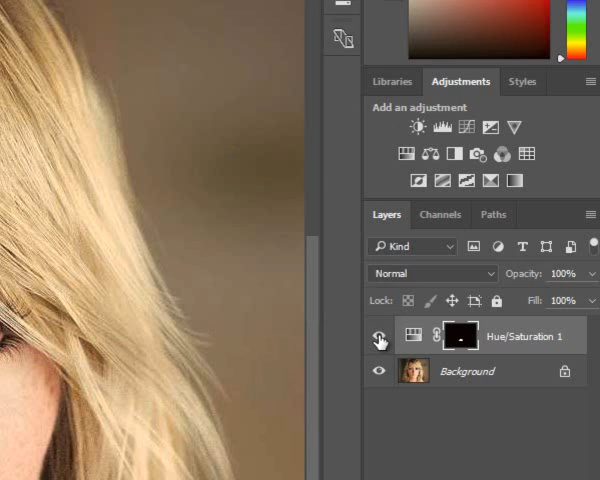 Libraries Adjustments Styles
Add an adjustment
Layers Channels Paths
Kind T
Normal Opacity: 100%
Lock: Fill: 100%
Hue/Saturation 1
Background